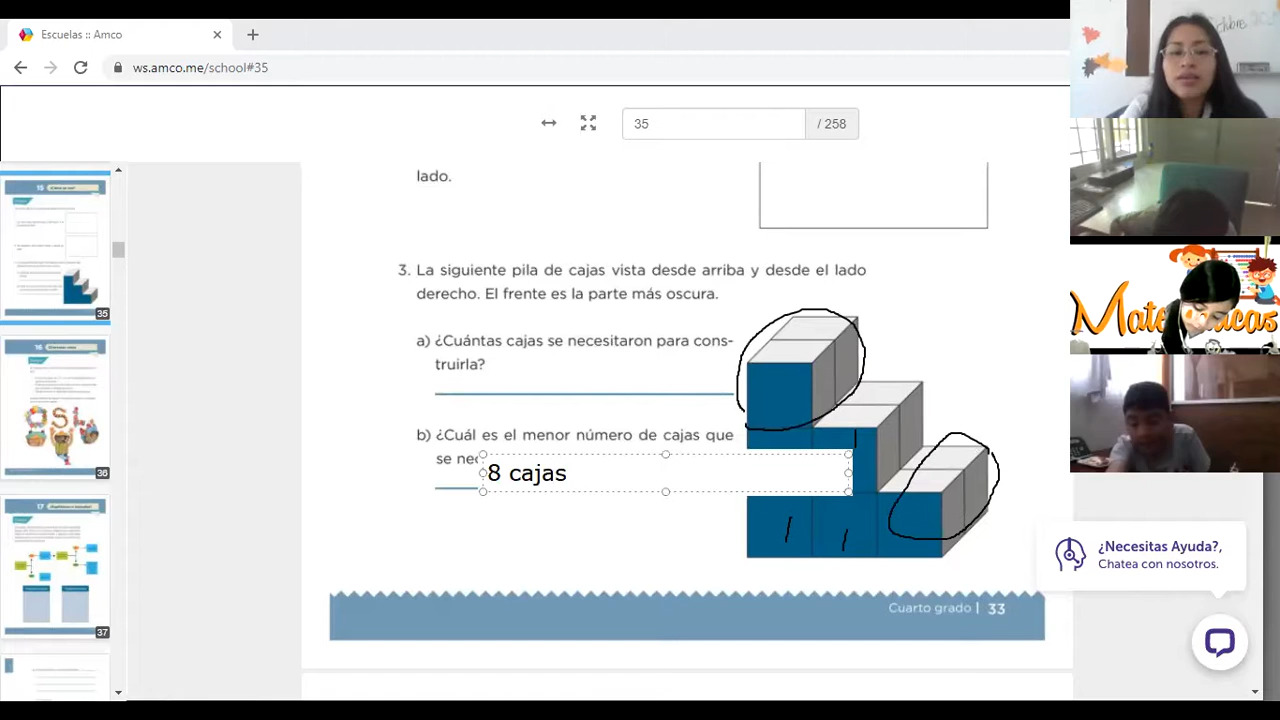 Escuelas :: Amco
ws.amco.me/school#35
35 / 258
lado.
3. La siguiente pila de cajas vista desde arriba y desde el lado
derecho. El frente es la parte más oscura.
a) ¿Cuántas cajas se necesitaron para cons-
truirla?
b) ¿Cuál es el menor número de cajas que
se nec
8 cajas
Cuarto grado | 33
35
36
37
¿Necesitas Ayuda?,
Chatea con nosotros.